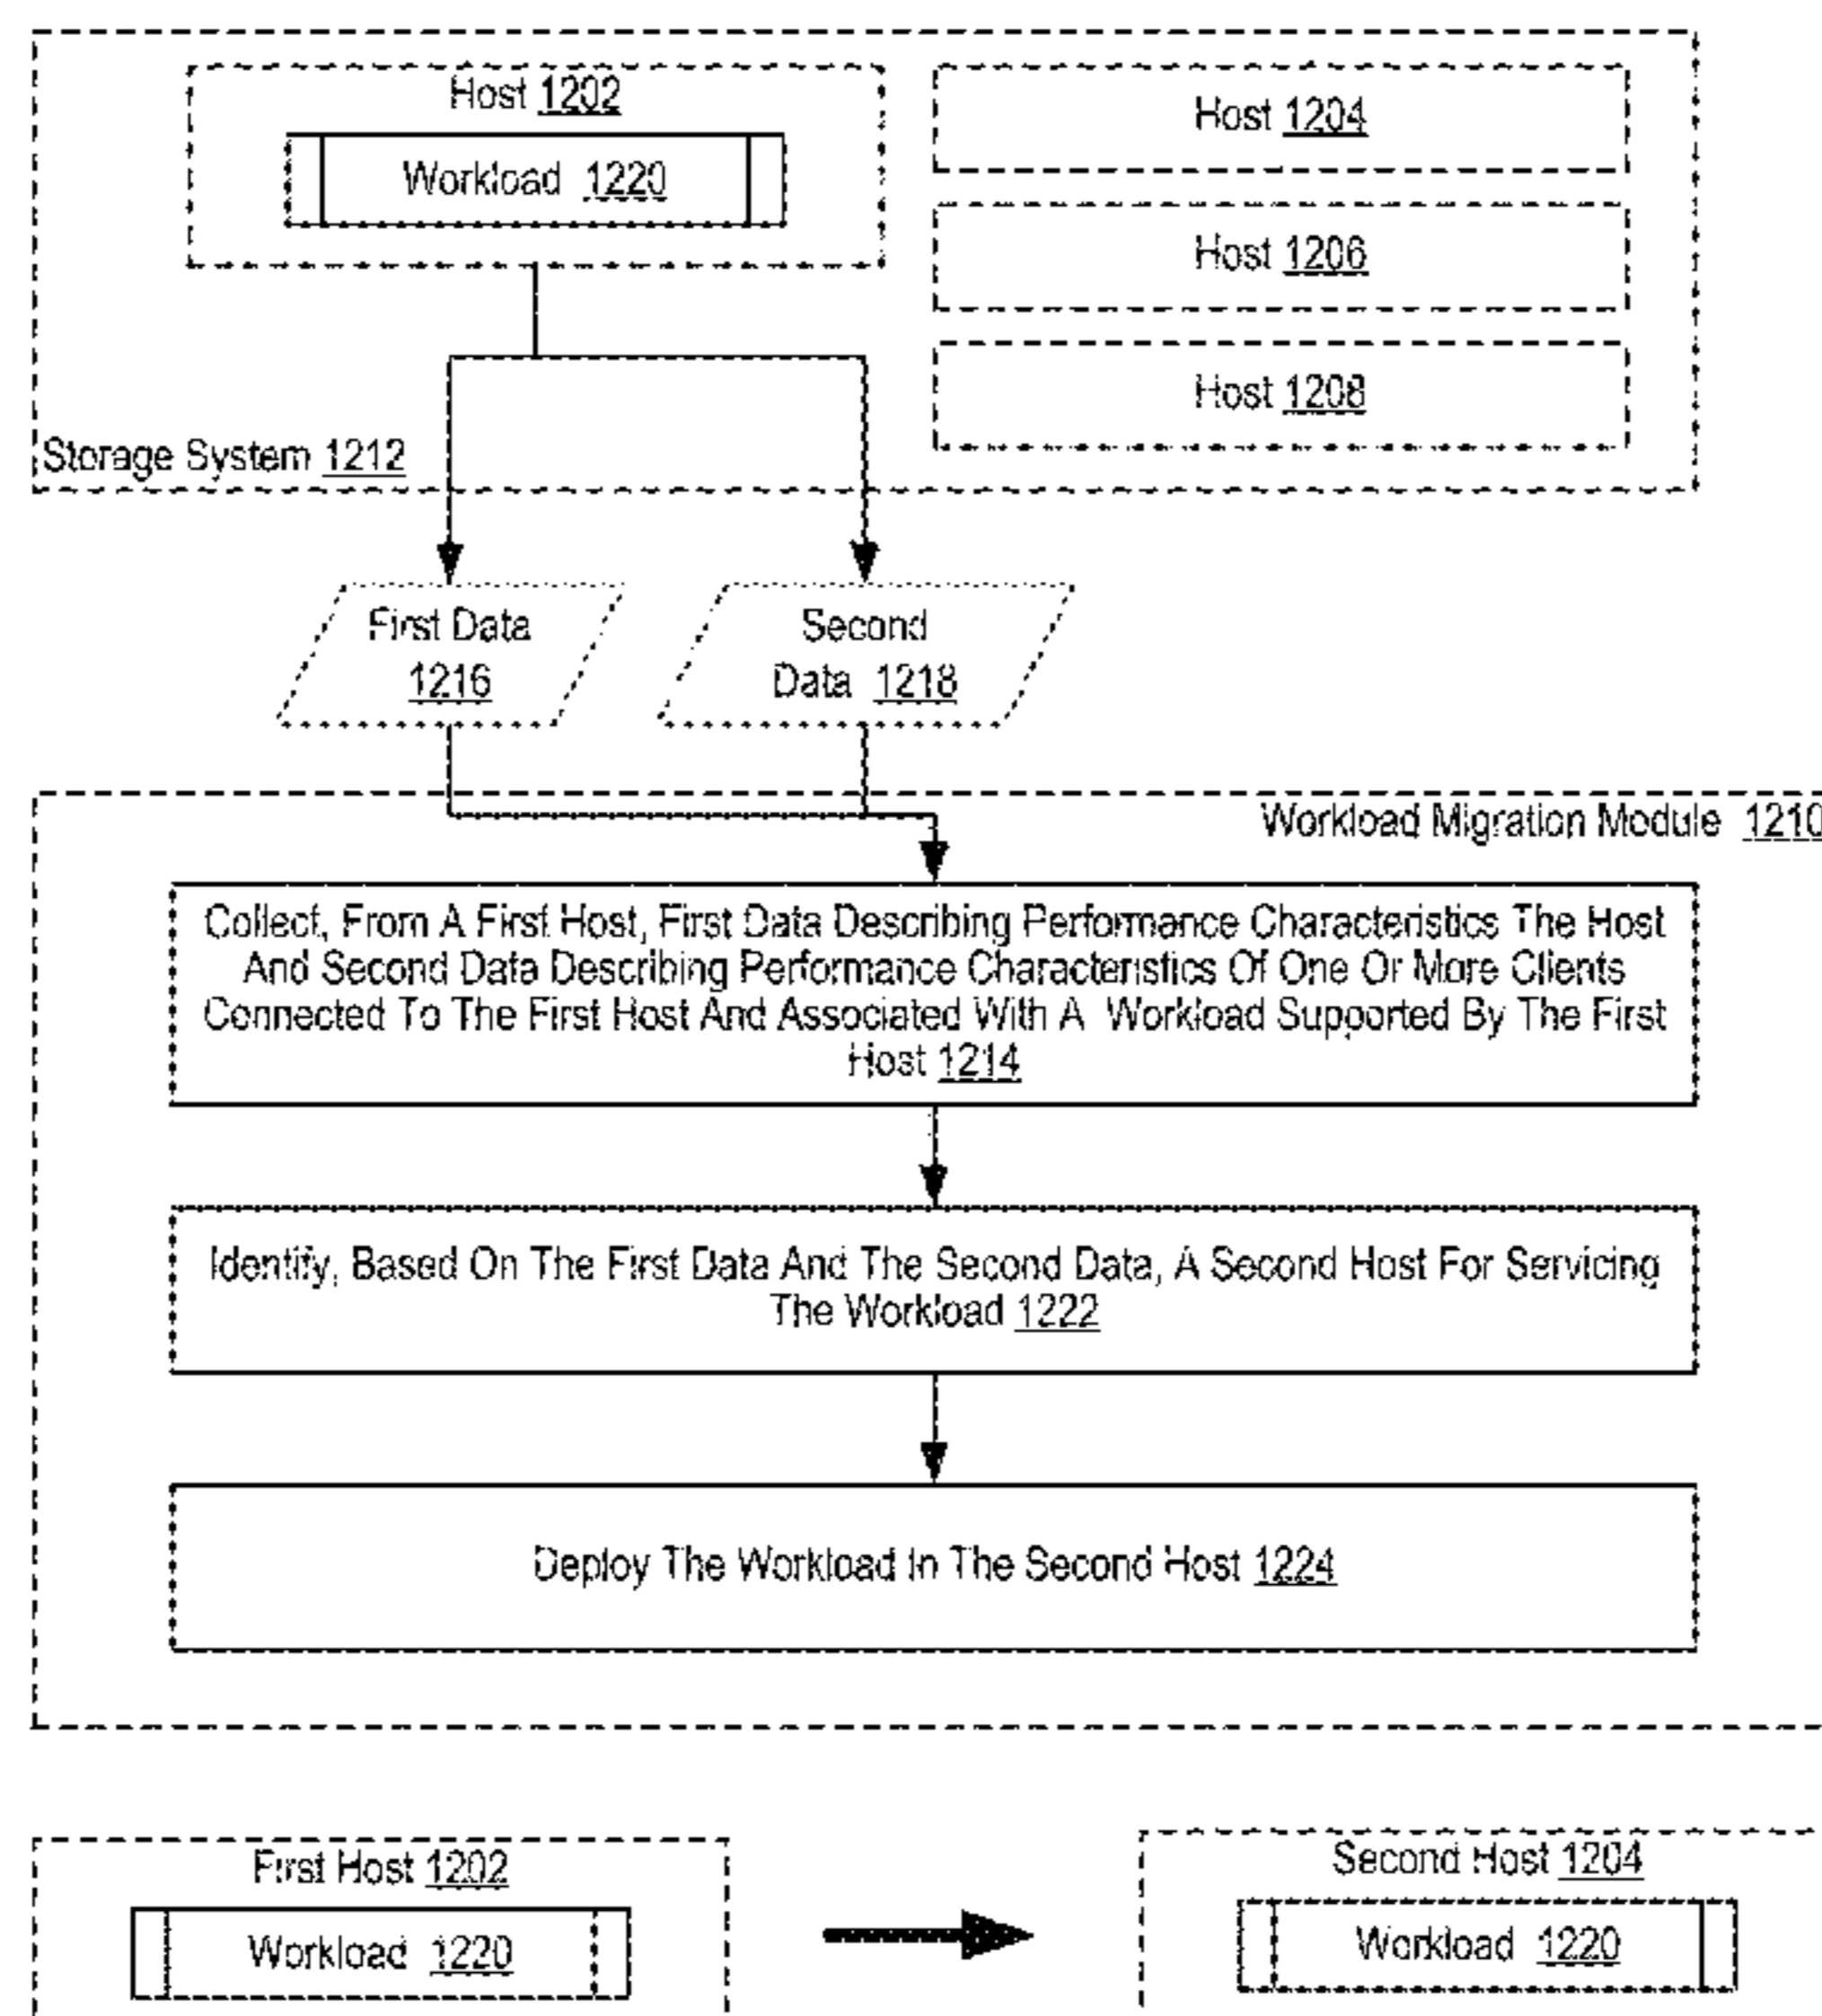 Host 1202
Workload 1220
Host 1204
Host 1206
Host 1208
Storage System 1212
First Data
1216
Second
Data 1218
Workload Migration Module 1210
Collect, From A First Host, First Data Describing Performance Characteristics The Host
And Second Data Describing Performance Characteristics Of One Or More Clients
Connected To The First Host And Associated With A Workload Supported By The First
Host 1214
Identify, Based On The First Data And The Second Data, A Second Host For Servicing
The Workload 1222
Deploy The Workload In The Second Host 1224
First Host 1202
Workload 1220
Second Host 1204
Workload 1220